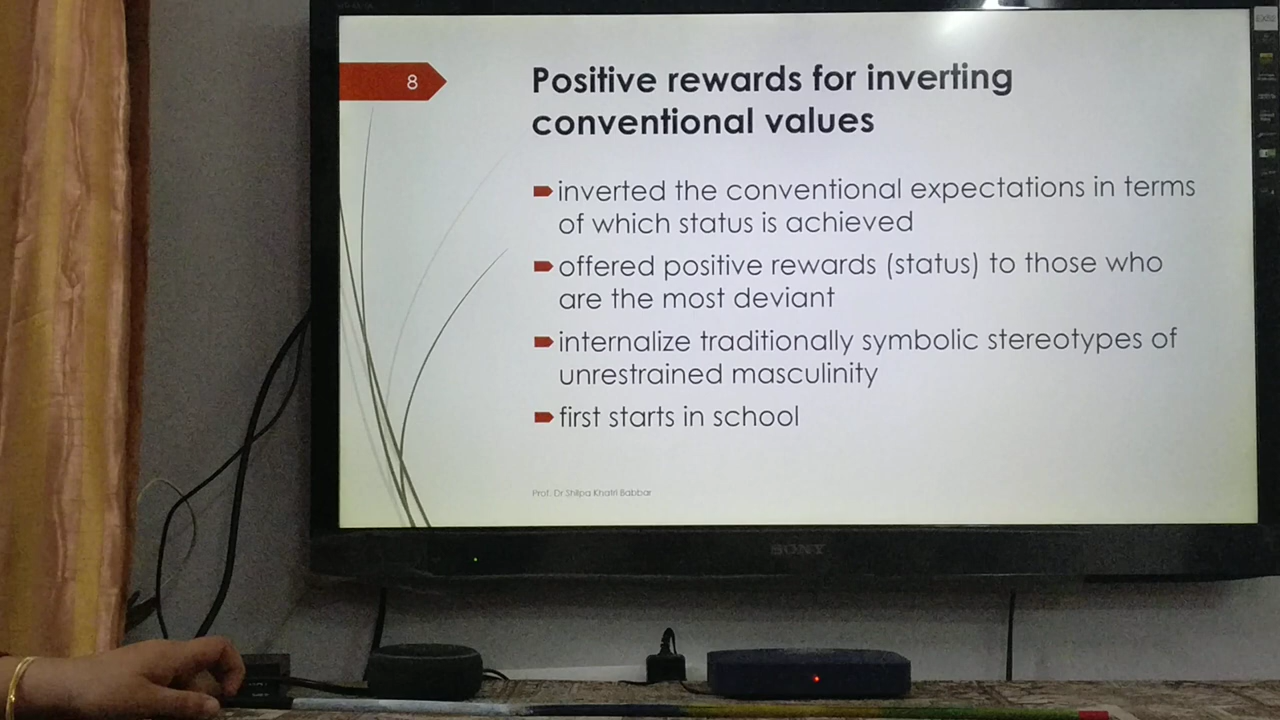 8
Positive rewards for inverting
conventional values
inverted the conventional expectations in terms
of which status is achieved
offered positive rewards (status) to those who
are the most deviant
internalize traditionally symbolic stereotypes of
unrestrained masculinity
first starts in school
Prof. Dr Shilpa Khatri Babbar
SONY